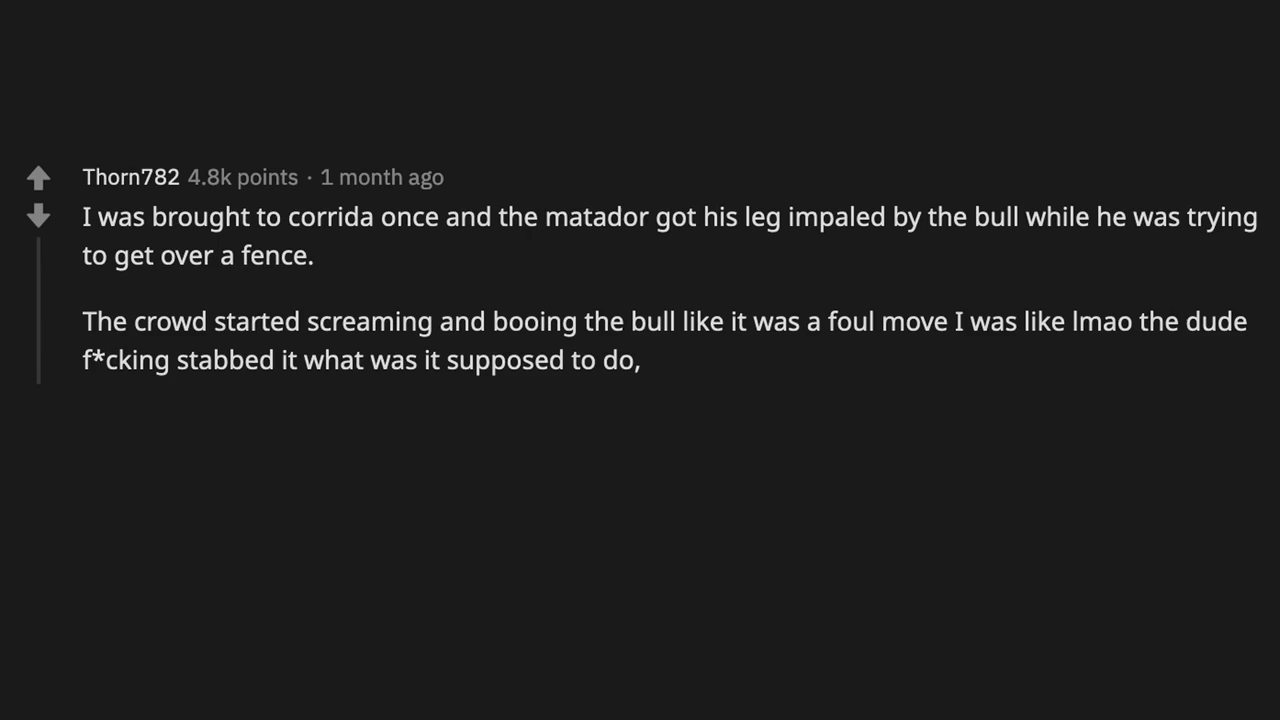 Thorn782 4.8k points · 1 month ago
I was brought to corrida once and the matador got his leg impaled by the bull while he was trying
to get over a fence.
The crowd started screaming and booing the bull like it was a foul move I was like lmao the dude
f*cking stabbed it what was it supposed to do,